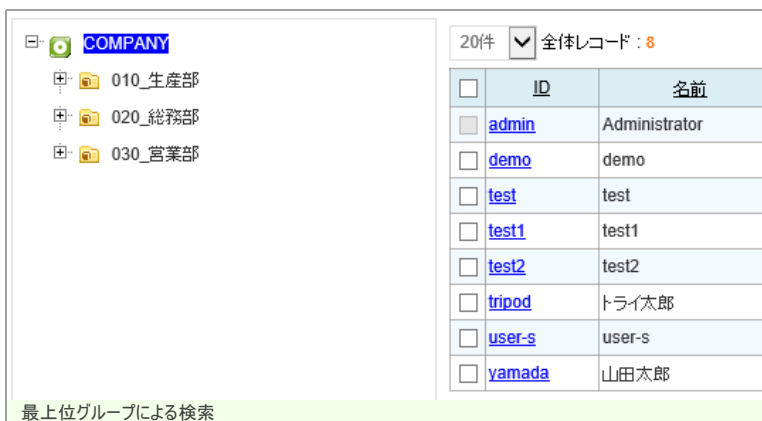 COMPANY
010_生産部
020_総務部
030_営業部
20件 全体レコード : 8
ID 名前
admin Administrator
demo demo
test test
test1 test1
test2 test2
tripod トライ太郎
user-s user-s
yamada 山田太郎
最上位グループによる検索